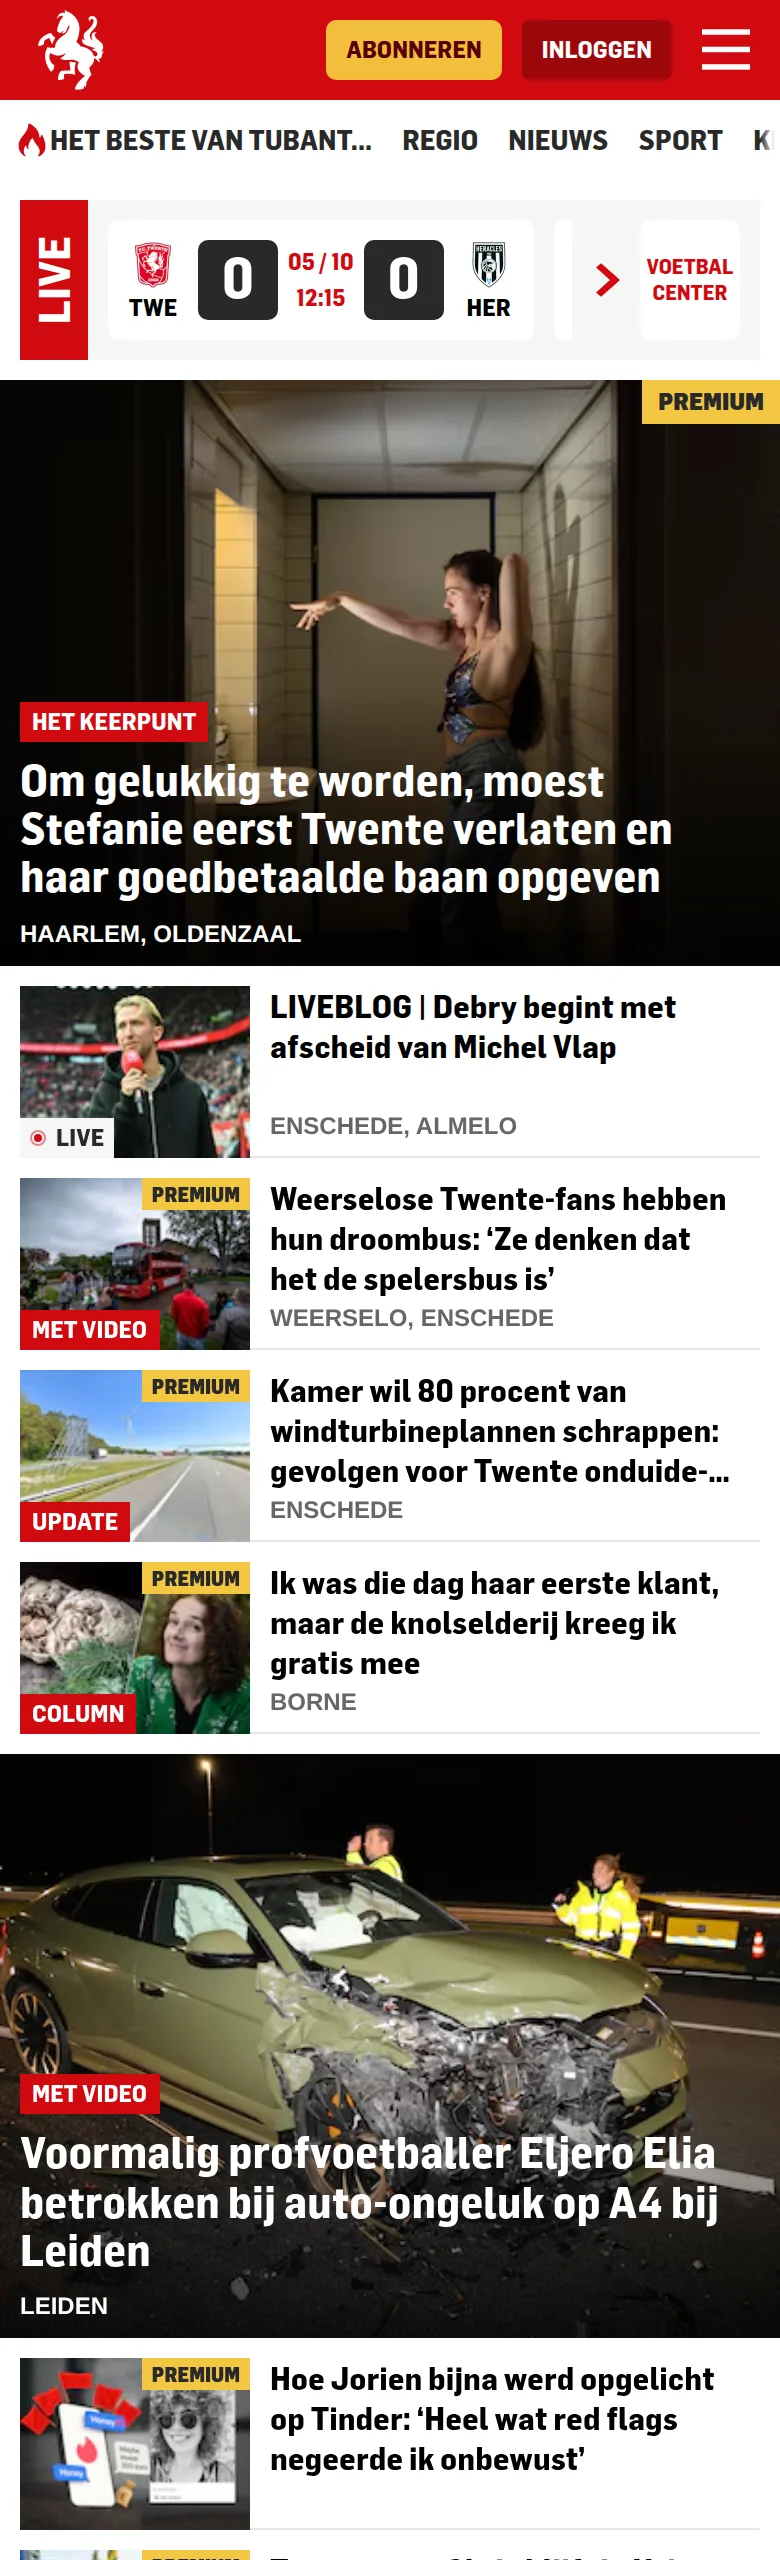 ABONNEREN
INLOGGEN
HET BESTE VAN TUBANT...
REGIO
NIEUWS
SPORT
LIVE
TWE
0
05 / 10
12:15
0
HERACLES
HER
VOETBAL
CENTER
PREMIUM
HET KEERPUNT
Om gelukkig te worden, moest
Stefanie eerst Twente verlaten en
haar goedbetaalde baan opgeven
HAARLEM, OLDENZAAL
LIVE
LIVEBLOG | Debry begint met
afscheid van Michel Vlap
ENSCHEDE, ALMELO
PREMIUM
MET VIDEO
Weerselose Twente-fans hebben
hun droombus: ‘Ze denken dat
het de spelersbus is’
WEERSELO, ENSCHEDE
PREMIUM
UPDATE
Kamer wil 80 procent van
windturbineplannen schrappen:
gevolgen voor Twente onduide-...
ENSCHEDE
PREMIUM
COLUMN
Ik was die dag haar eerste klant,
maar de knolselderij kreeg ik
gratis mee
BORNE
MET VIDEO
Voormalig profvoetballer Eljero Elia
betrokken bij auto-ongeluk op A4 bij
Leiden
LEIDEN
PREMIUM
Honey
Honey
Hoe Jorien bijna werd opgelicht
op Tinder: ‘Heel wat red flags
negeerde ik onbewust’